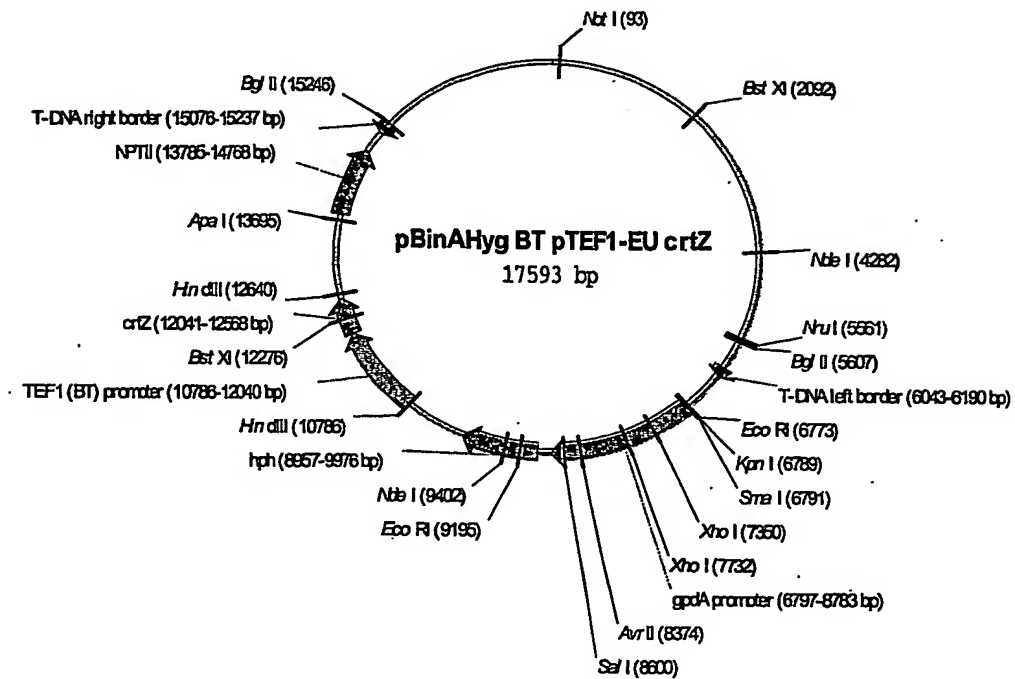 Not I (93)
Bgl II (15246)
Bst XI (2092)
T-DNA right border (15076-15237 bp)
NPTII (13785-14768 bp)
Apa I (13695)
pBinAHyg BT pTEF1-EU crtZ
17593 bp
Nde I (4282)
Hin dIII (12640)
crtZ (12041-12568 bp)
Nru I (5561)
Bst XI (12276)
Bgl II (5607)
TEF1 (BT) promoter (10786-12040 bp)
T-DNA left border (6043-6190 bp)
Hin dIII (10786)
Eco RI (6773)
hph (8957-9976 bp)
Kpn I (6789)
Nde I (9402)
Sma I (6791)
Eco RI (9195)
Xho I (7350)
Xho I (7732)
gpdA promoter (6797-8783 bp)
Avr II (8374)
Sal I (8600)